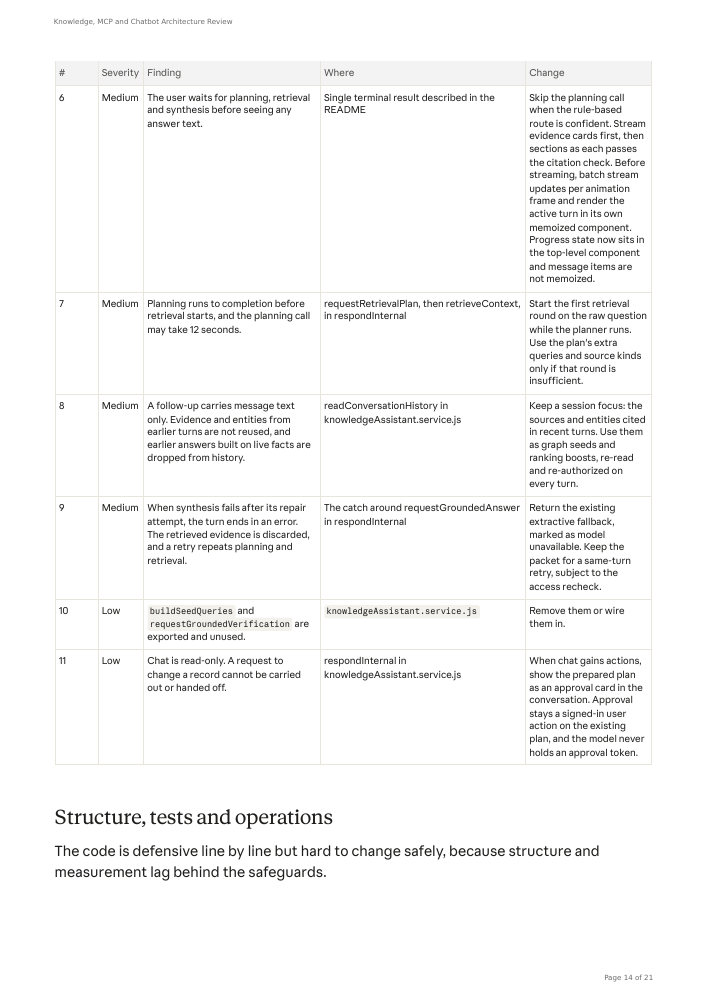 Knowledge, MCP and Chatbot Architecture Review
# Severity Finding Where Change
6 Medium The user waits for planning, retrieval
and synthesis before seeing any
answer text.
Single terminal result described in the
README
Skip the planning call
when the rule-based
route is confident. Stream
evidence cards first, then
sections as each passes
the citation check. Before
streaming, batch stream
updates per animation
frame and render the
active turn in its own
memoized component.
Progress state now sits in
the top-level component
and message items are
not memoized.
7 Medium Planning runs to completion before
retrieval starts, and the planning call
may take 12 seconds.
requestRetrievalPlan, then retrieveContext,
in respondInternal
Start the first retrieval
round on the raw question
while the planner runs.
Use the plan's extra
queries and source kinds
only if that round is
insufficient.
8 Medium A follow-up carries message text
only. Evidence and entities from
earlier turns are not reused, and
earlier answers built on live facts are
dropped from history.
readConversationHistory in
knowledgeAssistant.service.js
Keep a session focus: the
sources and entities cited
in recent turns. Use them
as graph seeds and
ranking boosts, re-read
and re-authorized on
every turn.
9 Medium When synthesis fails after its repair
attempt, the turn ends in an error.
The retrieved evidence is discarded,
and a retry repeats planning and
retrieval.
The catch around requestGroundedAnswer
in respondInternal
Return the existing
extractive fallback,
marked as model
unavailable. Keep the
packet for a same-turn
retry, subject to the
access recheck.
10 Low buildSeedQueries and
requestGroundedVerification are
exported and unused.
knowledgeAssistant.service.js
Remove them or wire
them in.
11 Low Chat is read-only. A request to
change a record cannot be carried
out or handed off.
respondInternal in
knowledgeAssistant.service.js
When chat gains actions,
show the prepared plan
as an approval card in the
conversation. Approval
stays a signed-in user
action on the existing
plan, and the model never
holds an approval token.
Structure, tests and operations
The code is defensive line by line but hard to change safely, because structure and
measurement lag behind the safeguards.
Page 14 of 21